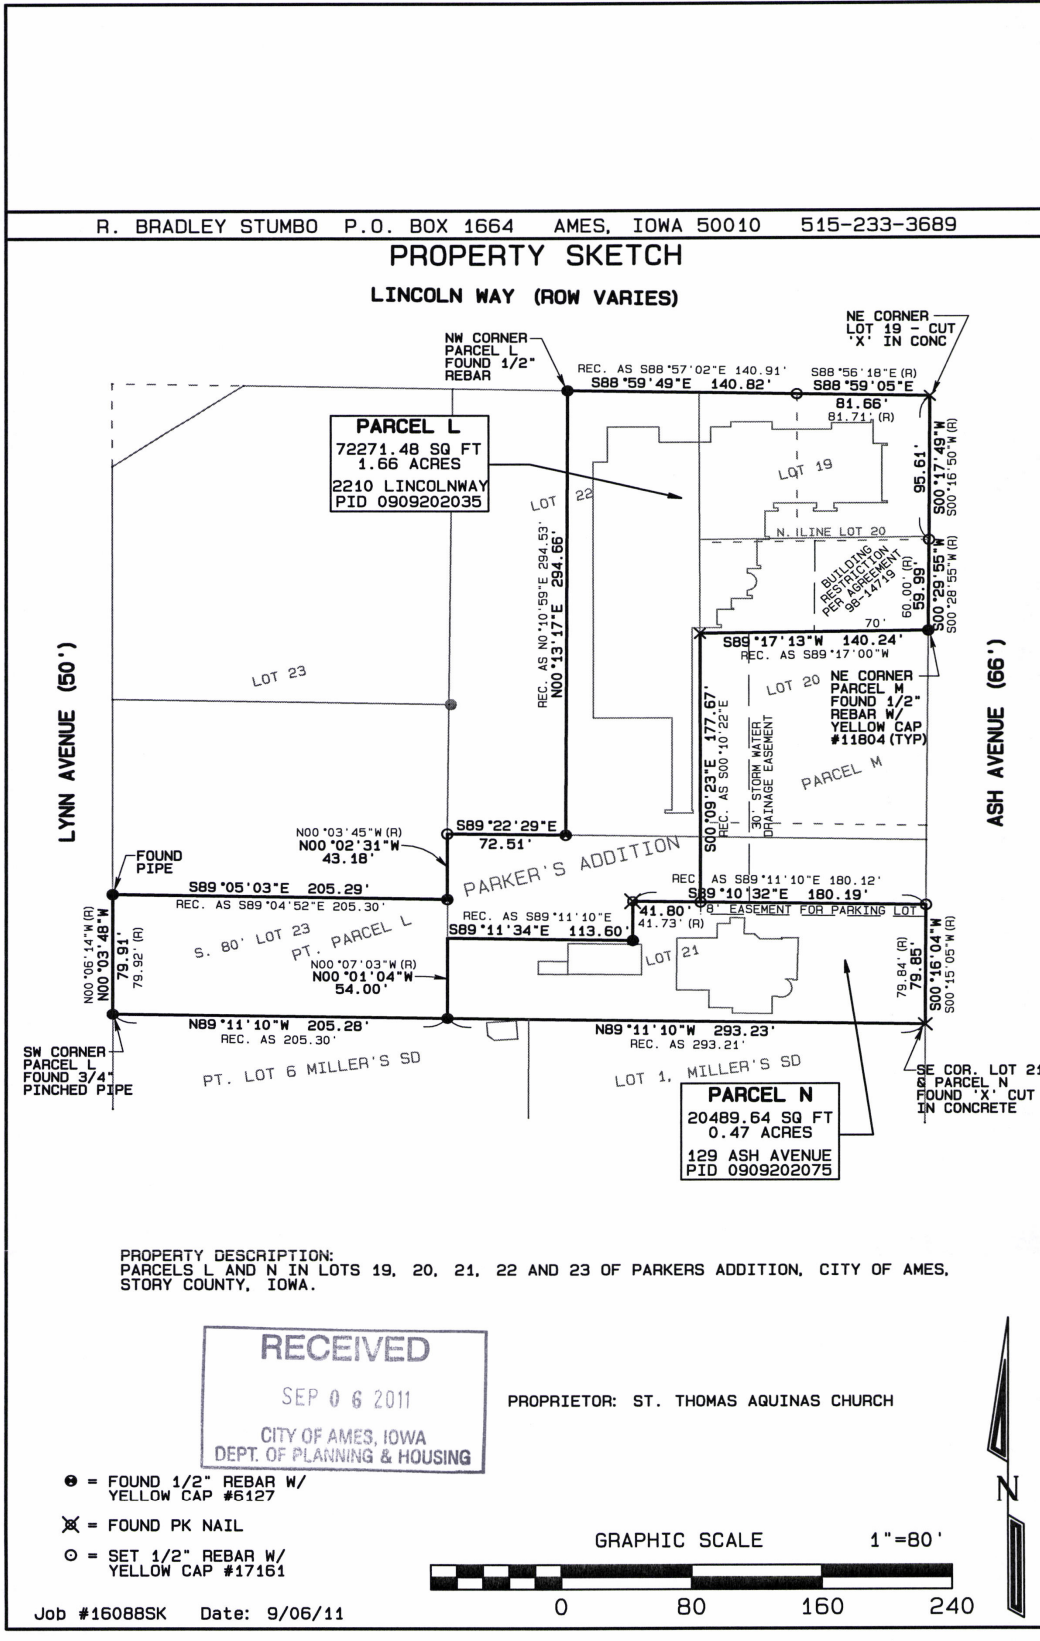 R. BRADLEY STUMBO P.O. BOX 1664 AMES, IOWA 50010 515-233-3689
PROPERTY SKETCH
LINCOLN WAY (ROW VARIES)
NW CORNER
PARCEL L
FOUND 1/2"
REBAR
NE CORNER
LOT 19 - CUT
'X' IN CONC
REC. AS S88°57'02"E 140.91'
S88°59'49"E 140.82'
S88°56'18"E (R)
S88°59'05"E
81.66'
81.71' (R)
PARCEL L
72271.48 SQ FT
1.66 ACRES
2210 LINCOLNWAY
PID 0909202035
LOT 22
LOT 19
95.61'
S00°17'49"W
S00°16'50"W (R)
N. LINE LOT 20
BUILDING
RESTRICTION
PER AGREEMENT
98-14719
60.00' (R)
59.99'
S00°29'55"W
S00°28'55"W (R)
70'
S89°17'13"W 140.24'
REC. AS S89°17'00"W
REC. AS N0°10'59"E 294.53'
N00°13'17"E 294.66'
LYNN AVENUE (50')
LOT 23
LOT 20
NE CORNER
PARCEL M
FOUND 1/2"
REBAR W/
YELLOW CAP
#11804 (TYP)
ASH AVENUE (66')
S00°09'23"E 177.67'
REC. AS S00°10'22"E
30' STORM WATER
DRAINAGE EASEMENT
PARCEL M
N00°03'45"W (R)
N00°02'31"W
43.18'
S89°22'29"E
72.51'
PARKER'S ADDITION
FOUND
PIPE
S89°05'03"E 205.29'
REC. AS S89°04'52"E 205.30'
REC AS S89°11'10"E 180.12'
S89°10'32"E 180.19'
41.80'
41.73' (R)
8' EASEMENT FOR PARKING LOT
REC. AS S89°11'10"E
S89°11'34"E 113.60'
N00°06'14"W (R)
N00°03'48"W
79.91'
79.92' (R)
S. 80' LOT 23
PT. PARCEL L
N00°07'03"W (R)
N00°01'04"W
54.00'
LOT 21
79.84' (R)
79.85'
S00°16'04"W
S00°15'05"W (R)
N89°11'10"W 205.28'
REC. AS 205.30'
N89°11'10"W 293.23'
REC. AS 293.21'
SW CORNER
PARCEL L
FOUND 3/4"
PINCHED PIPE
PT. LOT 6 MILLER'S SD
LOT 1, MILLER'S SD
SE COR. LOT 21
& PARCEL N
FOUND 'X' CUT
IN CONCRETE
PARCEL N
20489.64 SQ FT
0.47 ACRES
129 ASH AVENUE
PID 0909202075
PROPERTY DESCRIPTION:
PARCELS L AND N IN LOTS 19, 20, 21, 22 AND 23 OF PARKERS ADDITION, CITY OF AMES,
STORY COUNTY, IOWA.
RECEIVED
SEP 06 2011
CITY OF AMES, IOWA
DEPT. OF PLANNING & HOUSING
PROPRIETOR: ST. THOMAS AQUINAS CHURCH
= FOUND 1/2" REBAR W/
YELLOW CAP #6127
= FOUND PK NAIL
= SET 1/2" REBAR W/
YELLOW CAP #17161
GRAPHIC SCALE 1"=80'
0 80 160 240
N
Job #16088SK Date: 9/06/11